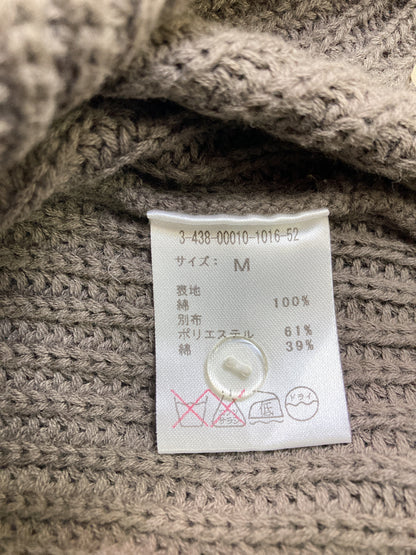 3-438-00010-1016-52
サイズ: M
表地
綿 100%
別布
ポリエステル 61%
綿 39%
低 ドライ